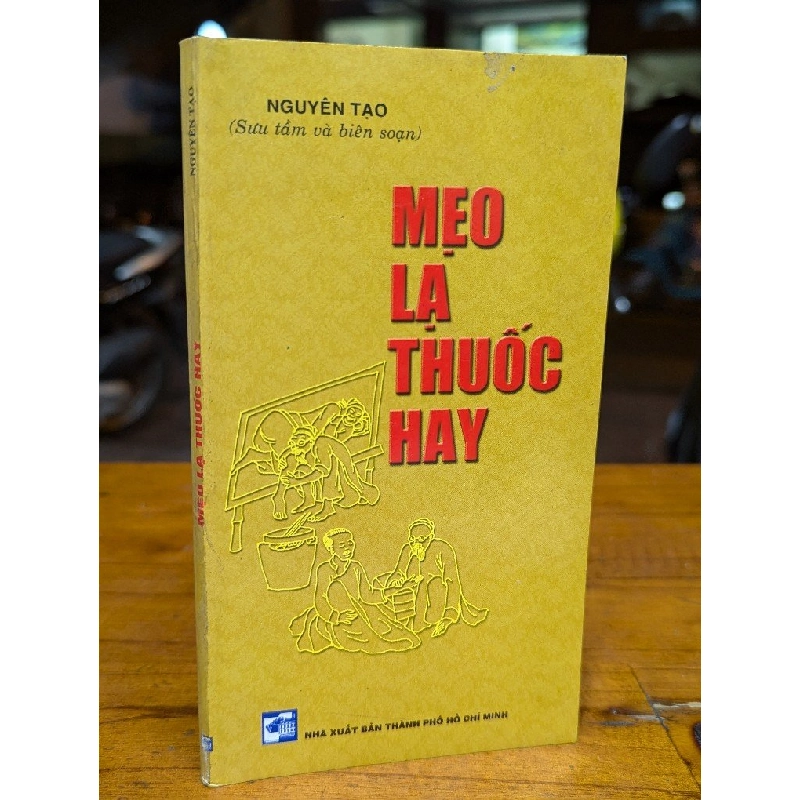 NGUYÊN TẠO
(Sưu tầm và biên soạn)
MẸO
LẠ
THUỐC
HAY
NHÀ XUẤT BẢN THÀNH PHỐ HỒ CHÍ MINH
NGUYÊN TẠO
MẸO LẠ THUỐC HAY